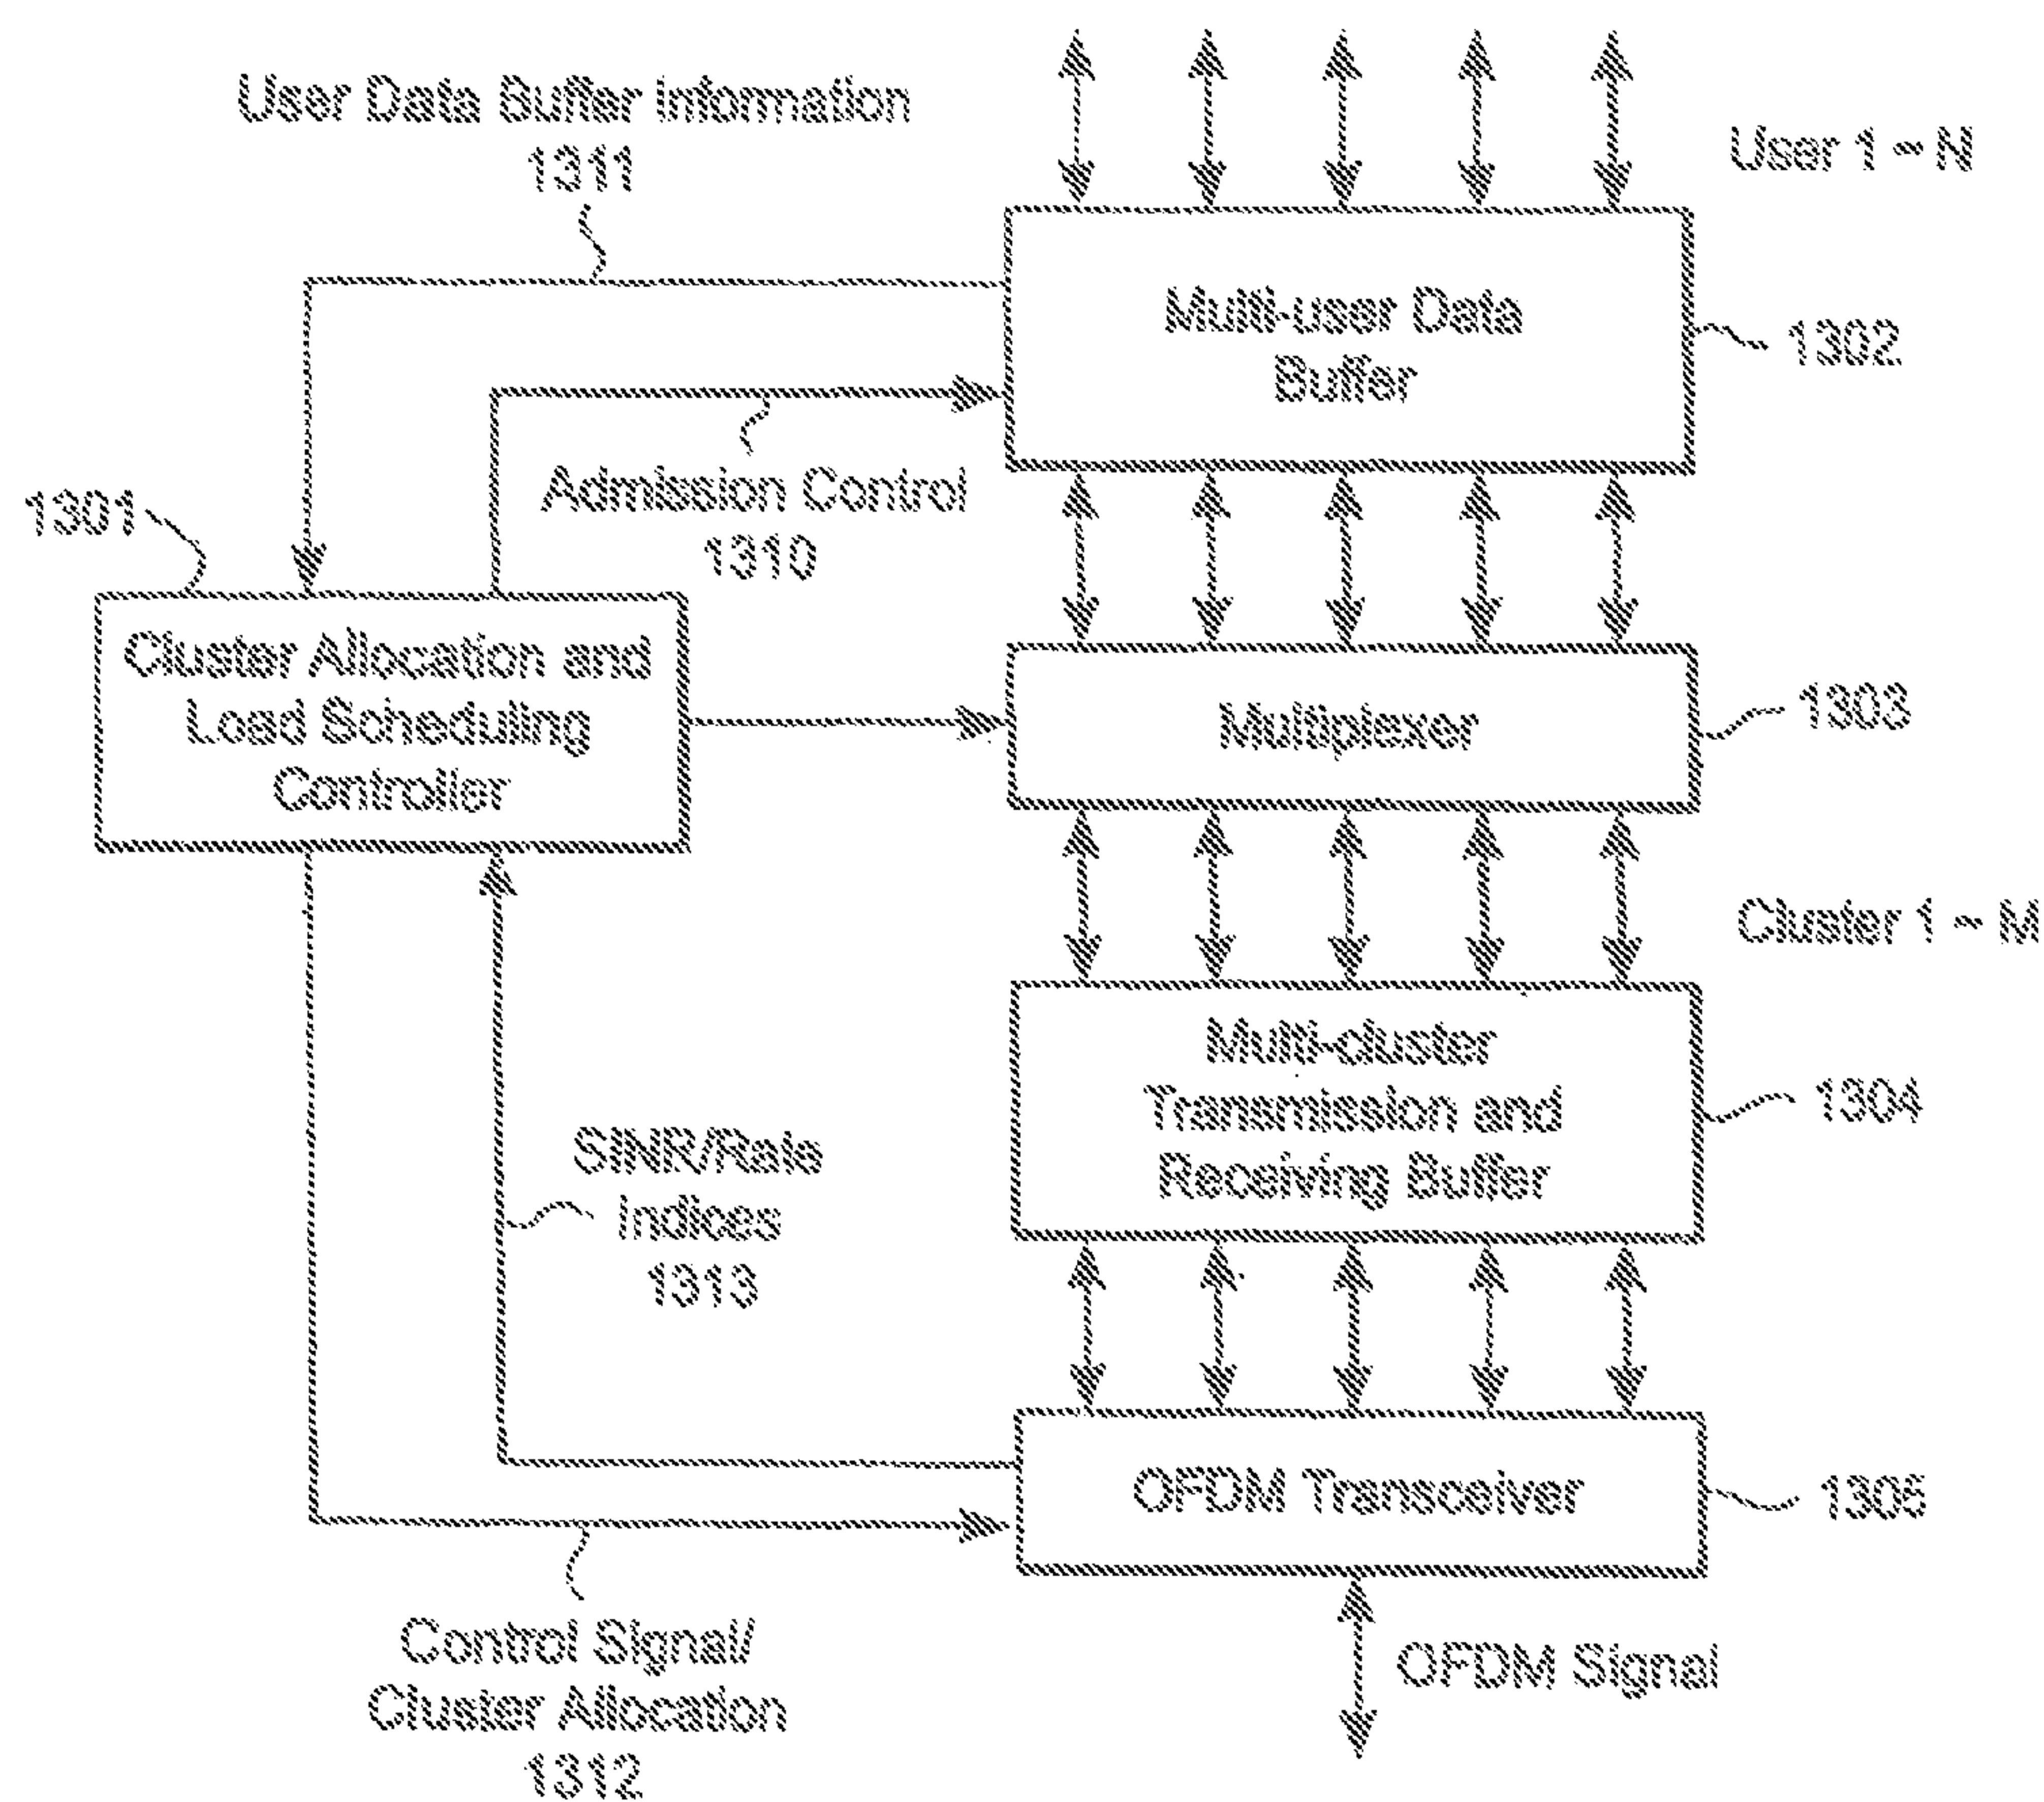 User Data Buffer Information
1311
User 1 ~ N
Multi-user Data
Buffer
1302
Admission Control
1310
1301
Cluster Allocation and
Load Scheduling
Controller
Multiplexer
1303
Cluster 1 ~ M
Multi-cluster
Transmission and
Receiving Buffer
1304
SINR/Rate
Indices
1313
OFDM Transceiver
1305
Control Signal/
Cluster Allocation
1312
OFDM Signal